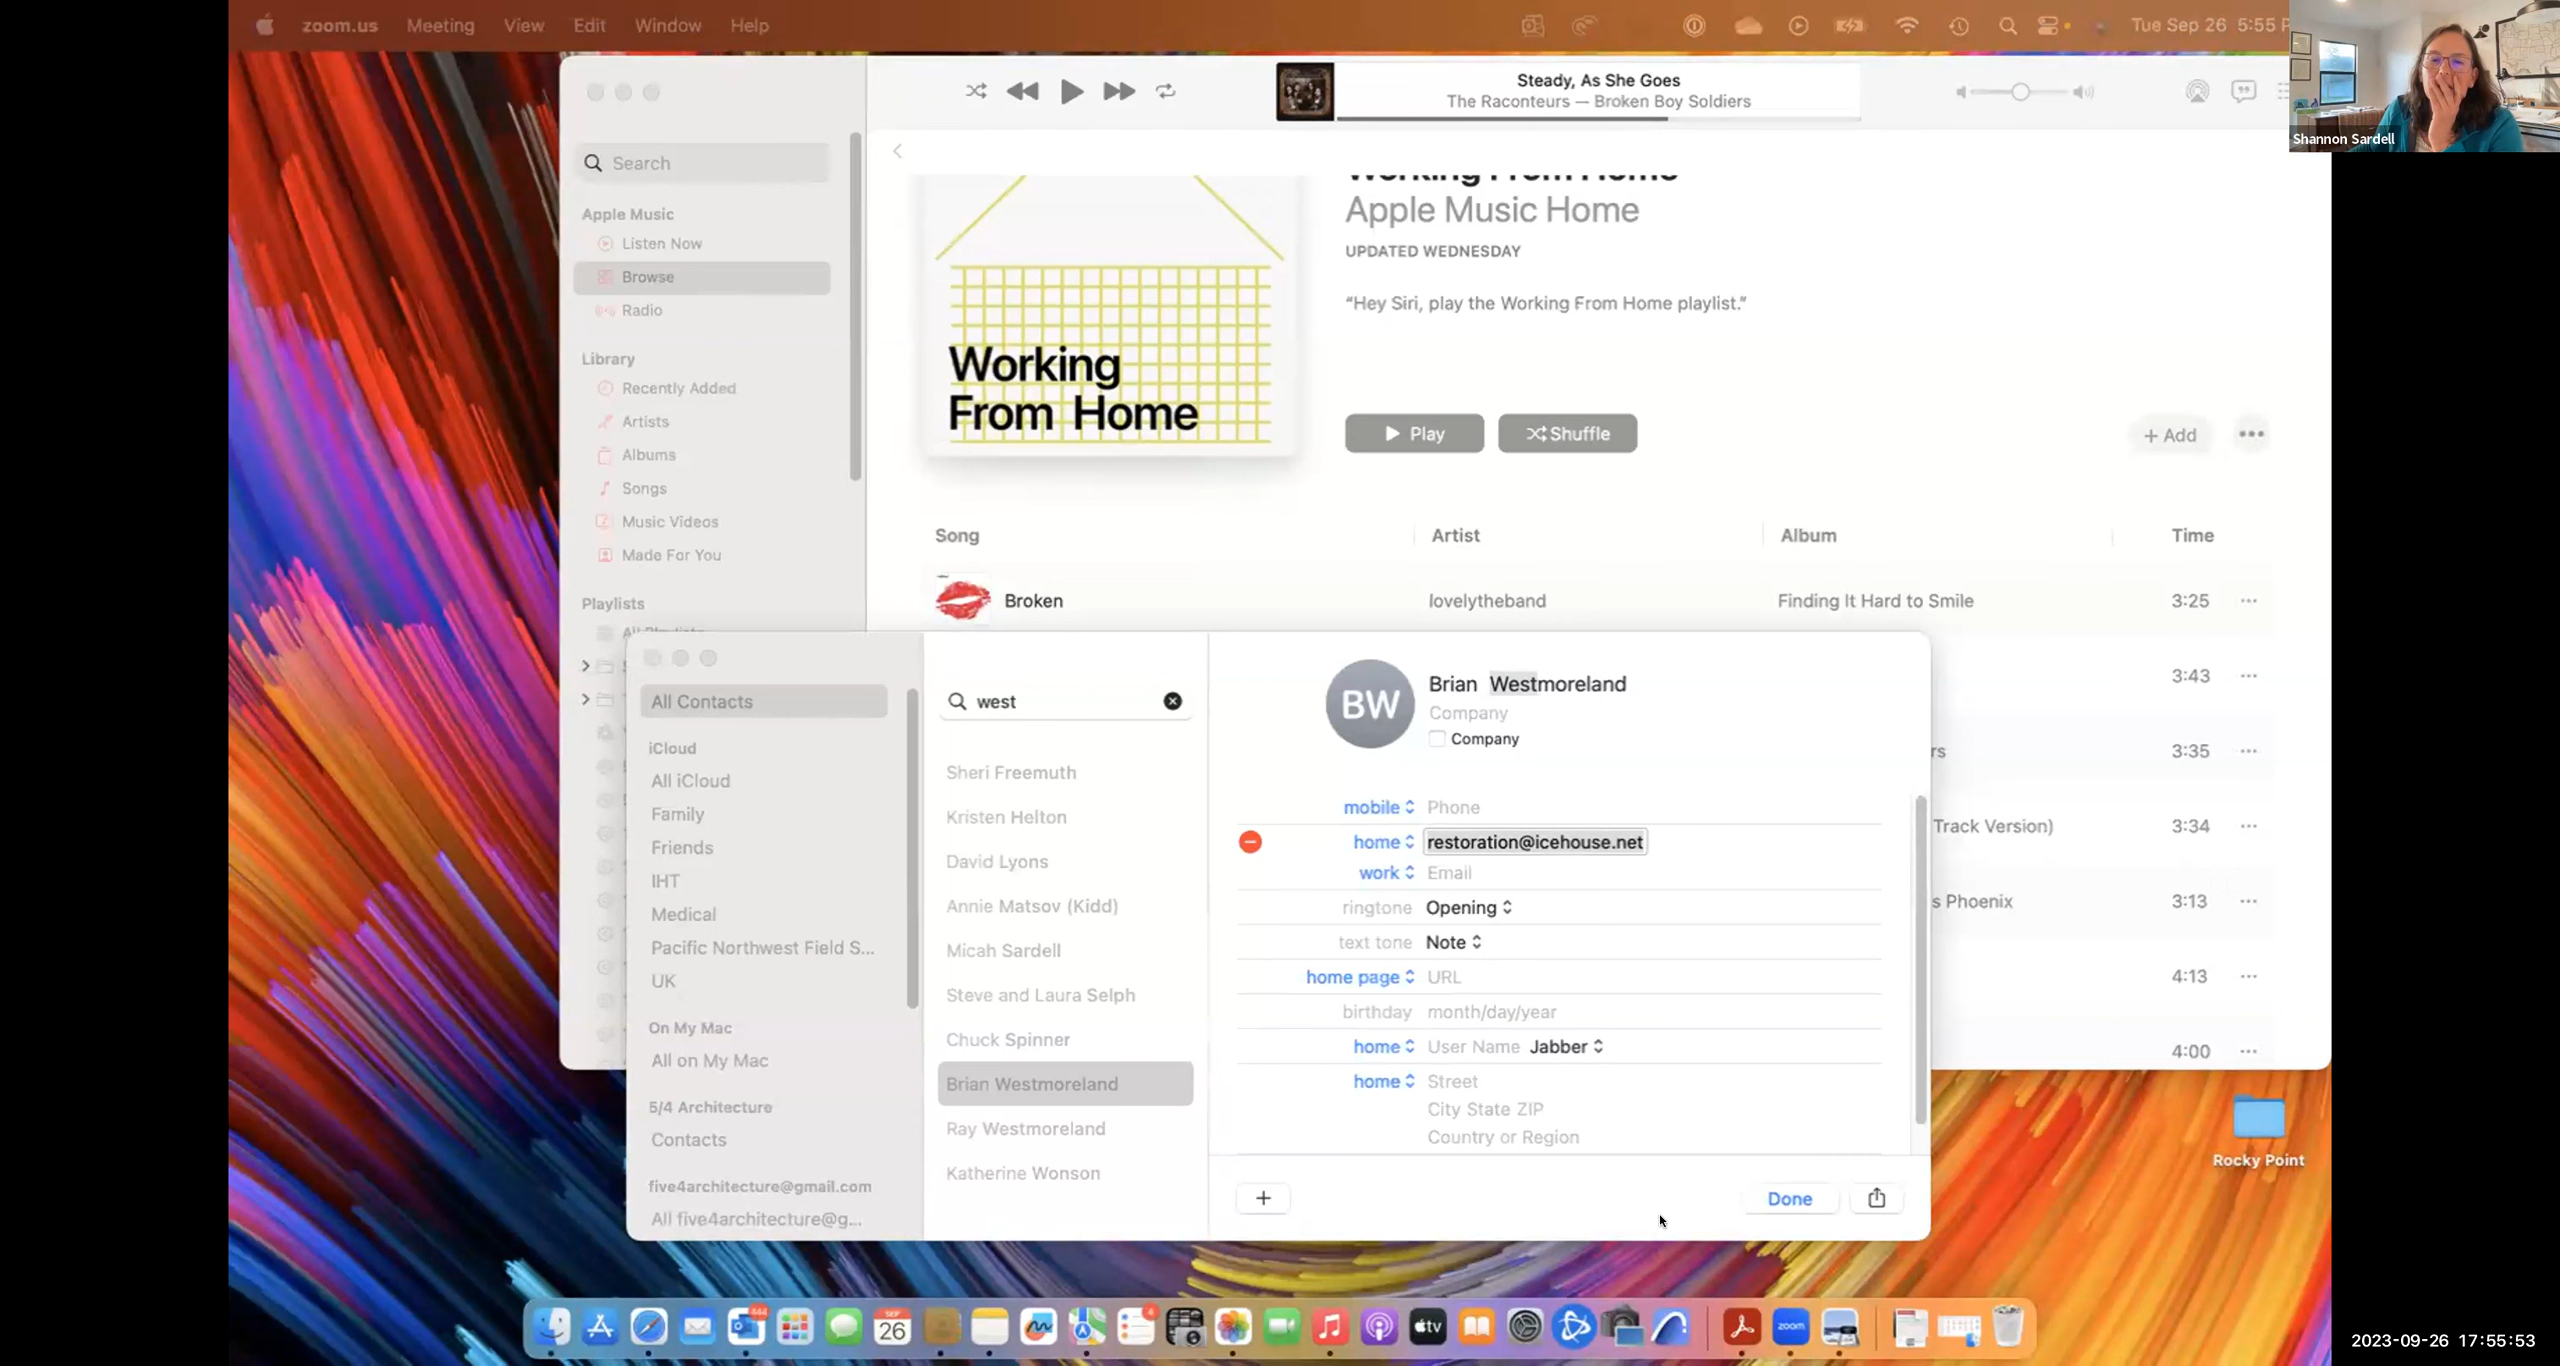 zoom.us Meeting View Edit Window Help
Tue Sep 26 5:55 P
Shannon Sardell
Steady, As She Goes
The Raconteurs — Broken Boy Soldiers
Search
Apple Music
Listen Now
Browse
Radio
Library
Recently Added
Artists
Albums
Songs
Music Videos
Made For You
Playlists
Working From Home
Apple Music Home
UPDATED WEDNESDAY
“Hey Siri, play the Working From Home playlist.”
Working
From Home
Play
Shuffle
+ Add
Song Artist Album Time
Broken lovelytheband Finding It Hard to Smile 3:25
3:43
rs 3:35
Track Version) 3:34
s Phoenix 3:13
4:13
4:00
All Contacts
iCloud
All iCloud
Family
Friends
IHT
Medical
Pacific Northwest Field S...
UK
On My Mac
All on My Mac
5/4 Architecture
Contacts
five4architecture@gmail.com
All five4architecture@g...
west
Sheri Freemuth
Kristen Helton
David Lyons
Annie Matsov (Kidd)
Micah Sardell
Steve and Laura Selph
Chuck Spinner
Brian Westmoreland
Ray Westmoreland
Katherine Wonson
BW
Brian Westmoreland
Company
Company
mobile Phone
home restoration@icehouse.net
work Email
ringtone Opening
text tone Note
home page URL
birthday month/day/year
home User Name Jabber
home Street
City State ZIP
Country or Region
+
Done
Rocky Point
444
SEP
26
4
tv
zoom
2023-09-26 17:55:53